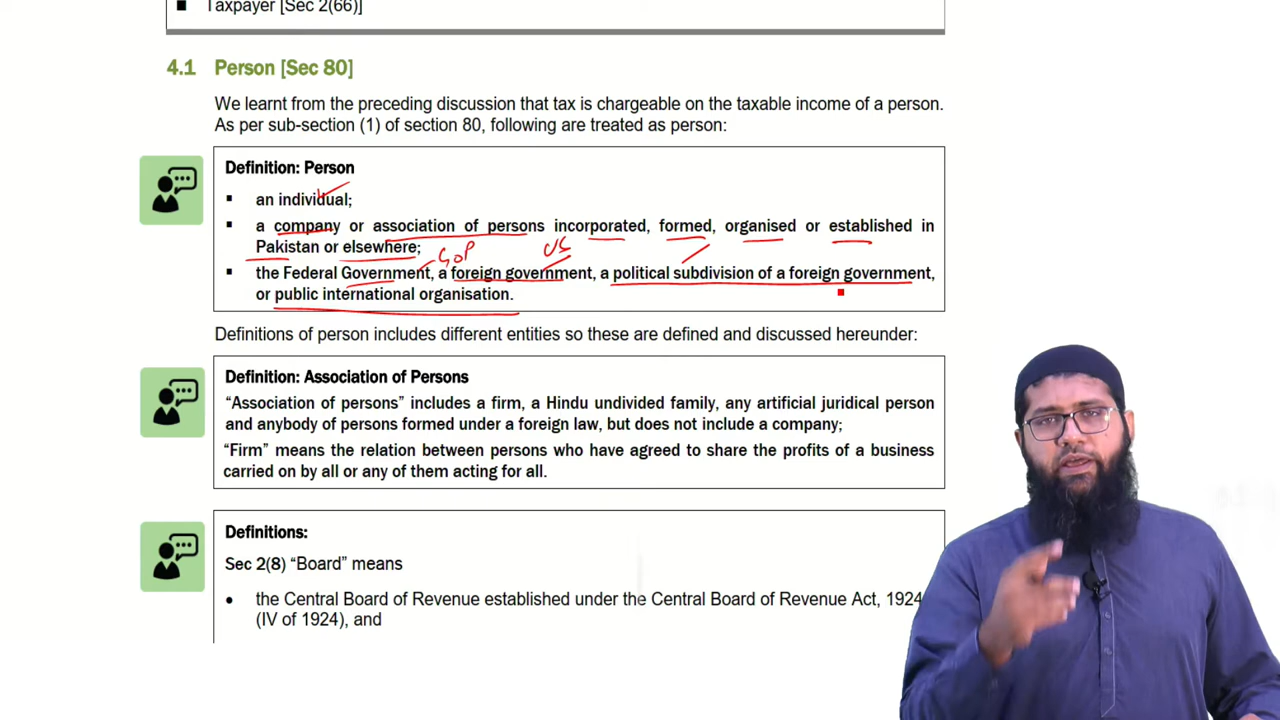 Taxpayer [Sec 2(66)]
4.1 Person [Sec 80]
We learnt from the preceding discussion that tax is chargeable on the taxable income of a person.
As per sub-section (1) of section 80, following are treated as person:
Definition: Person
an individual;
a company or association of persons incorporated, formed, organised or established in
Pakistan or elsewhere;
GOP US
the Federal Government, a foreign government, a political subdivision of a foreign government,
or public international organisation.
Definitions of person includes different entities so these are defined and discussed hereunder:
Definition: Association of Persons
“Association of persons” includes a firm, a Hindu undivided family, any artificial juridical person
and anybody of persons formed under a foreign law, but does not include a company;
“Firm” means the relation between persons who have agreed to share the profits of a business
carried on by all or any of them acting for all.
Definitions:
Sec 2(8) “Board” means
the Central Board of Revenue established under the Central Board of Revenue Act, 1924
(IV of 1924), and